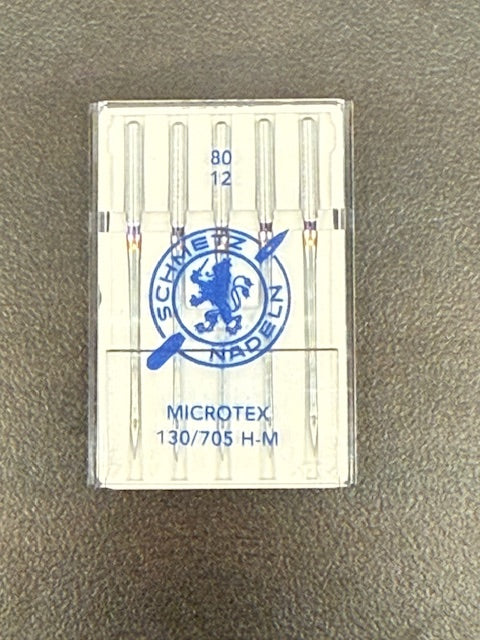 80
12
SCHMETZ
NADELN
MICROTEX
130/705 H-M